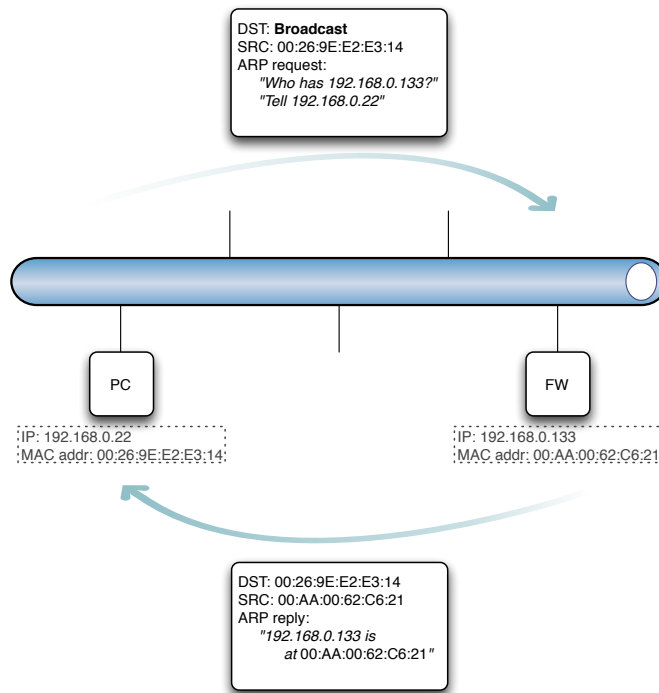 DST: Broadcast
SRC: 00:26:9E:E2:E3:14
ARP request:
"Who has 192.168.0.133?"
"Tell 192.168.0.22"
PC
FW
IP: 192.168.0.22
MAC addr: 00:26:9E:E2:E3:14
IP: 192.168.0.133
MAC addr: 00:AA:00:62:C6:21
DST: 00:26:9E:E2:E3:14
SRC: 00:AA:00:62:C6:21
ARP reply:
"192.168.0.133 is
at 00:AA:00:62:C6:21"